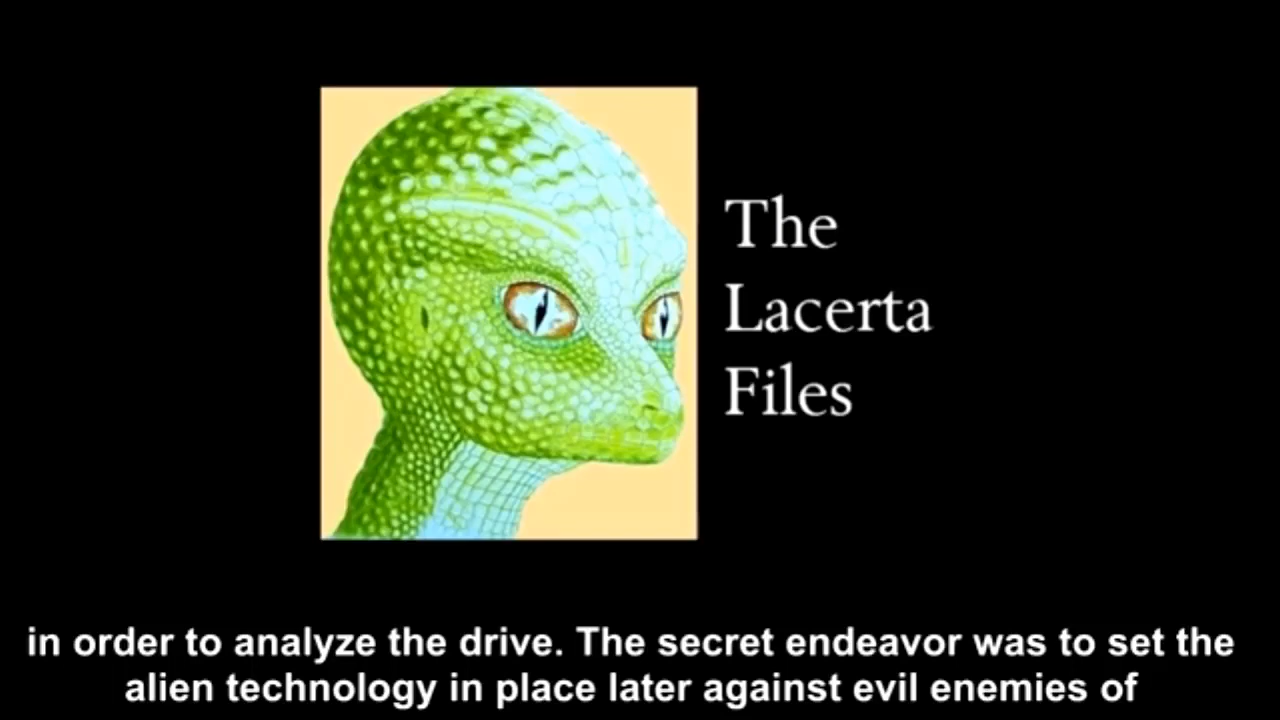 The
Lacerta
Files
in order to analyze the drive. The secret endeavor was to set the
alien technology in place later against evil enemies of